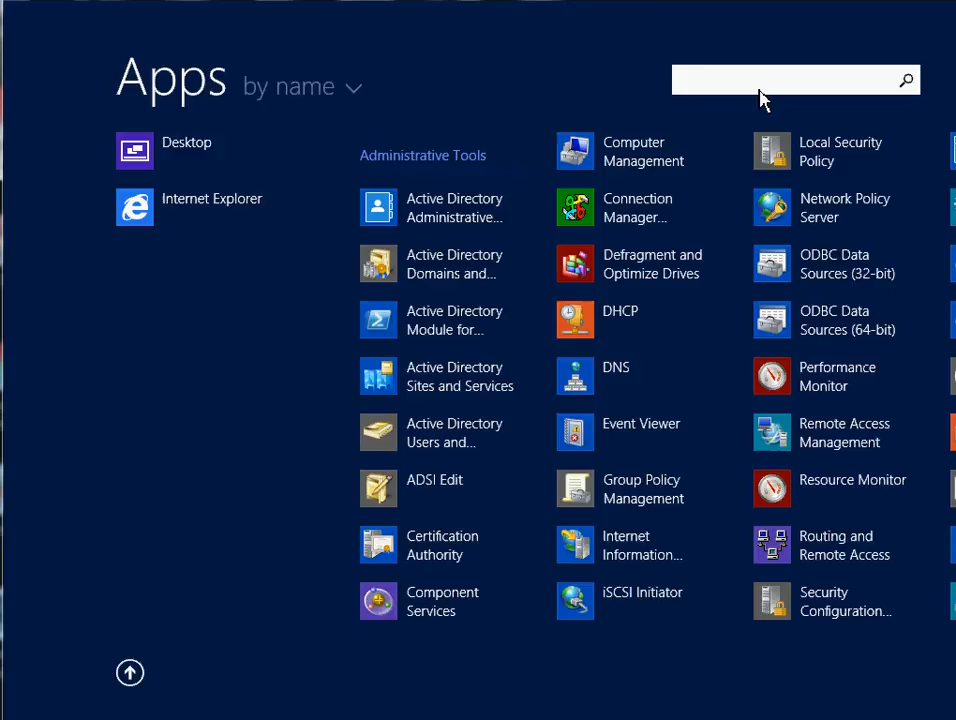 Apps by name
Desktop
Internet Explorer
Administrative Tools
Active Directory
Administrative...
Active Directory
Domains and...
Active Directory
Module for...
Active Directory
Sites and Services
Active Directory
Users and...
ADSI Edit
Certification
Authority
Component
Services
Computer
Management
Connection
Manager...
Defragment and
Optimize Drives
DHCP
DNS
Event Viewer
Group Policy
Management
Internet
Information...
iSCSI Initiator
Local Security
Policy
Network Policy
Server
ODBC Data
Sources (32-bit)
ODBC Data
Sources (64-bit)
Performance
Monitor
Remote Access
Management
Resource Monitor
Routing and
Remote Access
Security
Configuration...